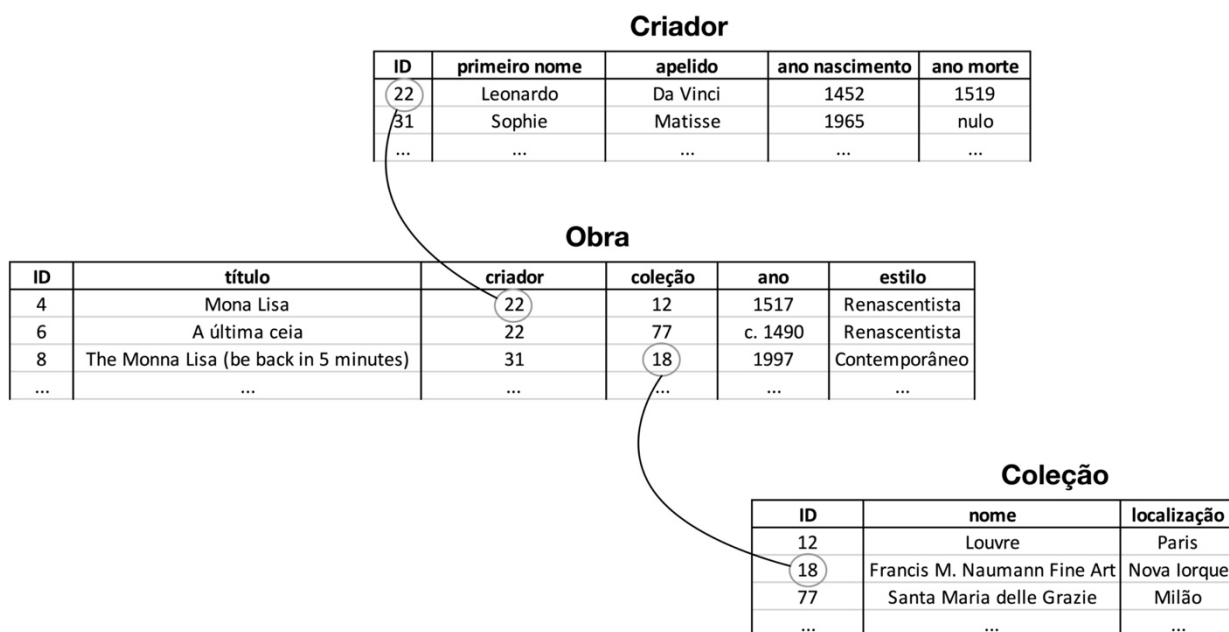 Criador
ID primeiro nome apelido ano nascimento ano morte
22 Leonardo Da Vinci 1452 1519
31 Sophie Matisse 1965 nulo
... ... ... ... ...
Obra
ID título criador coleção ano estilo
4 Mona Lisa 22 12 1517 Renascentista
6 A última ceia 22 77 c. 1490 Renascentista
8 The Monna Lisa (be back in 5 minutes) 31 18 1997 Contemporâneo
... ... ... ... ... ...
Coleção
ID nome localização
12 Louvre Paris
18 Francis M. Naumann Fine Art Nova Iorque
77 Santa Maria delle Grazie Milão
... ... ...